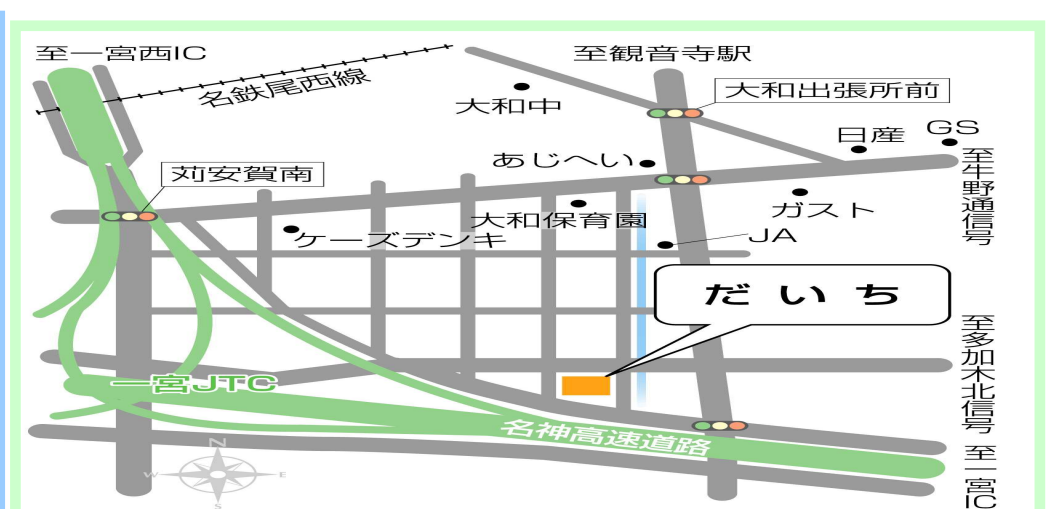 至一宮西IC
名鉄尾西線
大和中
至観音寺駅
大和出張所前
日産
GS
至牛野通信号
あじへい
苅安賀南
大和保育園
ガスト
ケーズデンキ
JA
だいち
至多加木北信号
一宮JTC
名神高速道路
至一宮IC
N
W
E
S